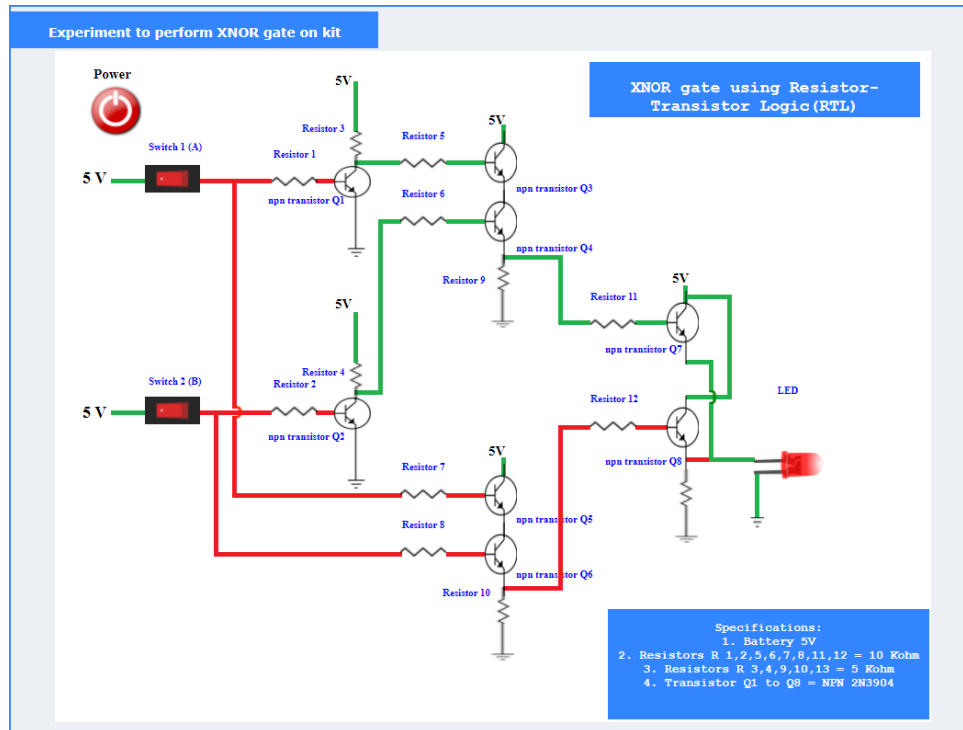 Experiment to perform XNOR gate on kit
Power
XNOR gate using Resistor-
Transistor Logic(RTL)
5V
Resistor 3
Resistor 5
5V
Switch 1 (A)
Resistor 1
5 V
npn transistor Q1
npn transistor Q3
Resistor 6
npn transistor Q4
Resistor 9
5V
Resistor 11
5V
npn transistor Q7
Resistor 4
Switch 2 (B)
Resistor 2
5 V
npn transistor Q2
Resistor 12
LED
npn transistor Q8
5V
Resistor 7
npn transistor Q5
Resistor 8
npn transistor Q6
Resistor 10
Specifications:
1. Battery 5V
2. Resistors R 1,2,5,6,7,8,11,12 = 10 Kohm
3. Resistors R 3,4,9,10,13 = 5 Kohm
4. Transistor Q1 to Q8 = NPN 2N3904